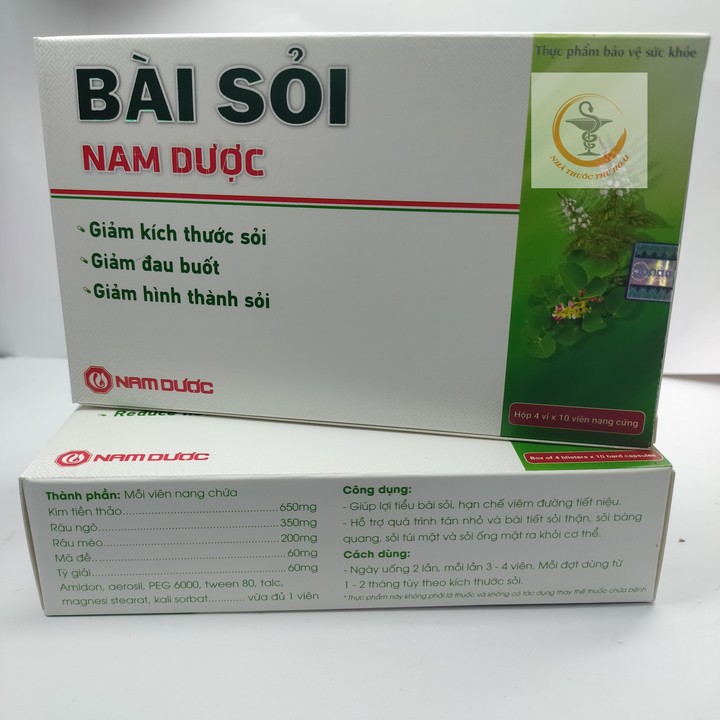 Thực phẩm bảo vệ sức khỏe
BÀI SỎI
NAM DƯỢC
NHÀ THUỐC THU HOÀI
Giảm kích thước sỏi
Giảm đau buốt
Giảm hình thành sỏi
NAM DƯỢC
Hộp 4 vỉ x 10 viên nang cứng
Reduce
NAM DƯỢC
Box of 4 blisters x 10 hard capsules
Thành phần: Mỗi viên nang chứa
Kim tiền thảo 650mg
Râu ngô 350mg
Râu mèo 200mg
Mã đề 60mg
Tỳ giải 60mg
Amidon, aerosil, PEG 6000, tween 80, talc,
magnesi stearat, kali sorbat vừa đủ 1 viên
Công dụng:
- Giúp lợi tiểu bài sỏi, hạn chế viêm đường tiết niệu.
- Hỗ trợ quá trình tán nhỏ và bài tiết sỏi thận, sỏi bàng
quang, sỏi túi mật và sỏi ống mật ra khỏi cơ thể.
Cách dùng:
- Ngày uống 2 lần, mỗi lần 3 - 4 viên. Mỗi đợt dùng từ
1 - 2 tháng tùy theo kích thước sỏi.
*Thực phẩm này không phải là thuốc và không có tác dụng thay thế thuốc chữa bệnh